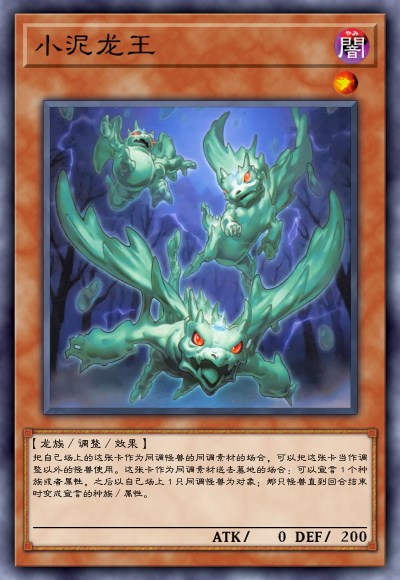 小泥龙王
やみ
闇
【龙族／调整／效果】
把自己场上的这张卡作为同调怪兽的同调素材的场合，可以把这张卡当作调
整以外的怪兽使用。这张卡作为同调素材送去墓地的场合：可以宣言1个种
族或者属性，之后以自己场上1只同调怪兽为对象；那只怪兽直到回合结束
时变成宣言的种族／属性。
ATK/ 0 DEF/ 200